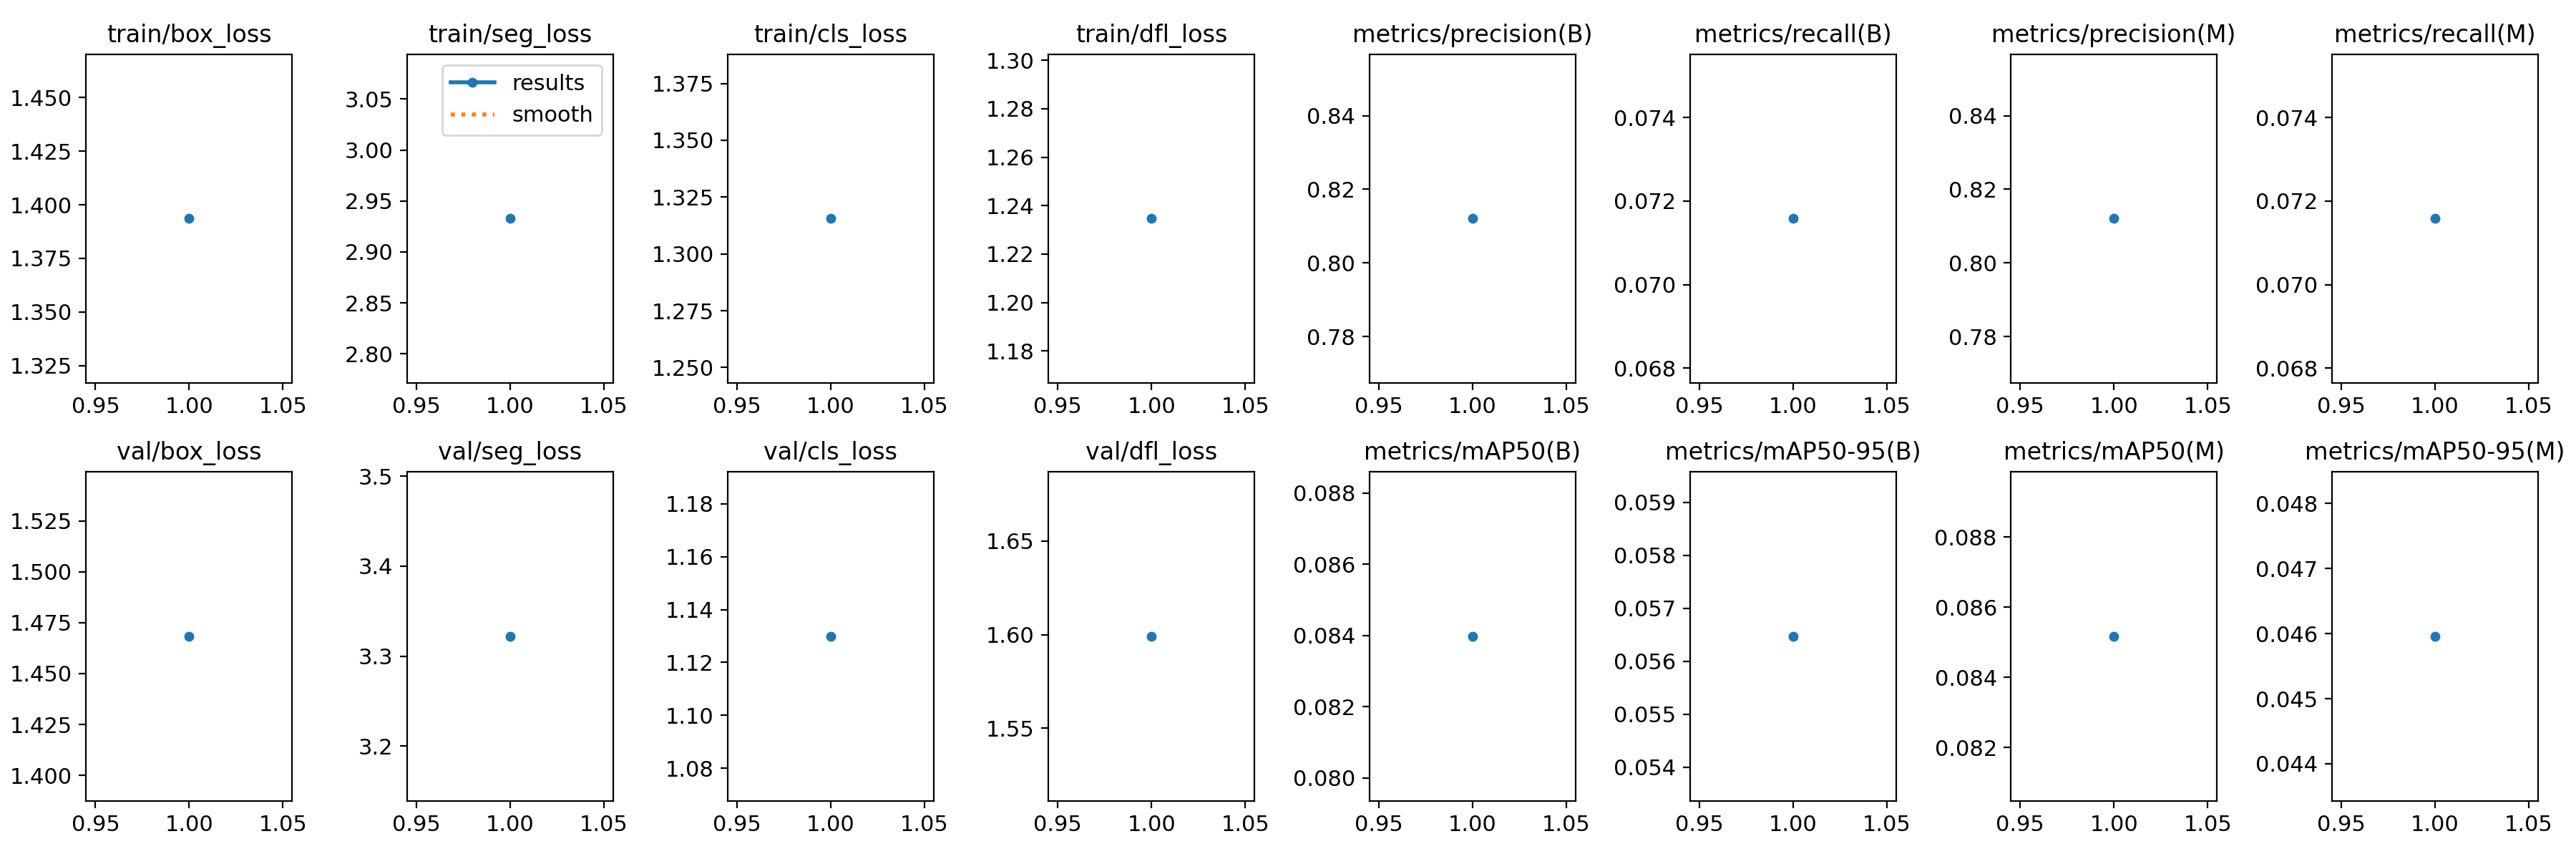 train/box_loss
1.450
1.425
1.400
1.375
1.350
1.325
0.95 1.00 1.05
train/seg_loss
results
smooth
3.05
3.00
2.95
2.90
2.85
2.80
0.95 1.00 1.05
train/cls_loss
1.375
1.350
1.325
1.300
1.275
1.250
0.95 1.00 1.05
train/dfl_loss
1.30
1.28
1.26
1.24
1.22
1.20
1.18
0.95 1.00 1.05
metrics/precision(B)
0.84
0.82
0.80
0.78
0.95 1.00 1.05
metrics/recall(B)
0.074
0.072
0.070
0.068
0.95 1.00 1.05
metrics/precision(M)
0.84
0.82
0.80
0.78
0.95 1.00 1.05
metrics/recall(M)
0.074
0.072
0.070
0.068
0.95 1.00 1.05
val/box_loss
1.525
1.500
1.475
1.450
1.425
1.400
0.95 1.00 1.05
val/seg_loss
3.5
3.4
3.3
3.2
0.95 1.00 1.05
val/cls_loss
1.18
1.16
1.14
1.12
1.10
1.08
0.95 1.00 1.05
val/dfl_loss
1.65
1.60
1.55
0.95 1.00 1.05
metrics/mAP50(B)
0.088
0.086
0.084
0.082
0.080
0.95 1.00 1.05
metrics/mAP50-95(B)
0.059
0.058
0.057
0.056
0.055
0.054
0.95 1.00 1.05
metrics/mAP50(M)
0.088
0.086
0.084
0.082
0.95 1.00 1.05
metrics/mAP50-95(M)
0.048
0.047
0.046
0.045
0.044
0.95 1.00 1.05